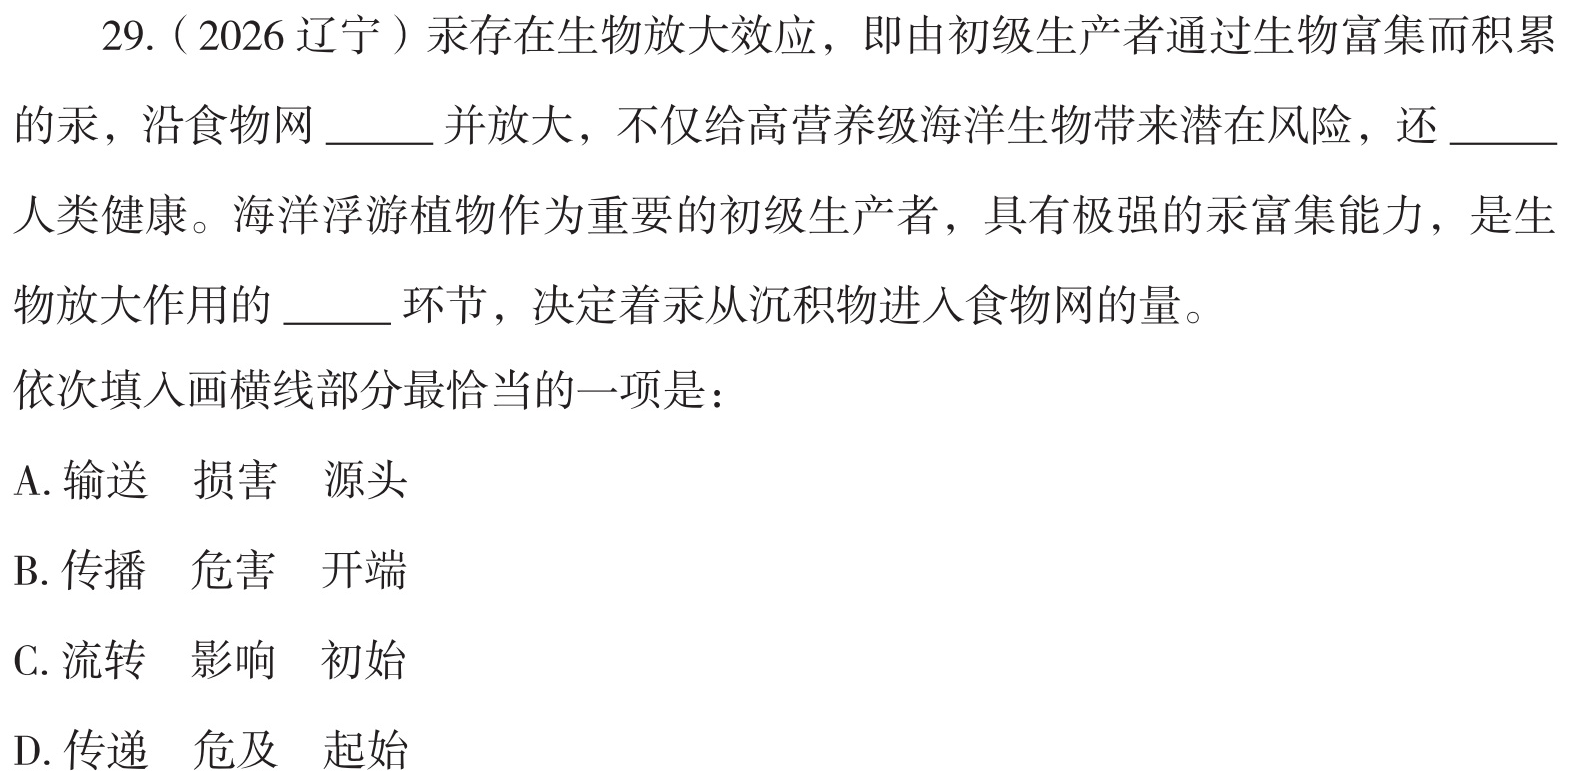 29.（2026 辽宁）汞存在生物放大效应，即由初级生产者通过生物富集而积累
的汞，沿食物网 _____ 并放大，不仅给高营养级海洋生物带来潜在风险，还 _____
人类健康。海洋浮游植物作为重要的初级生产者，具有极强的汞富集能力，是生
物放大作用的 _____ 环节，决定着汞从沉积物进入食物网的量。
依次填入画横线部分最恰当的一项是：
A. 输送　损害　源头
B. 传播　危害　开端
C. 流转　影响　初始
D. 传递　危及　起始